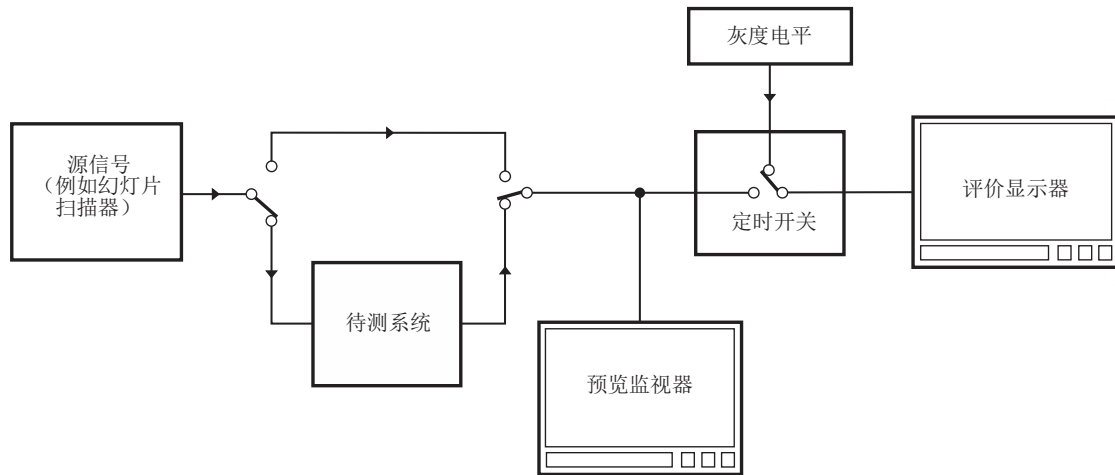 灰度电平
源信号
（例如幻灯片
扫描器）
评价显示器
定时开关
待测系统
预览监视器